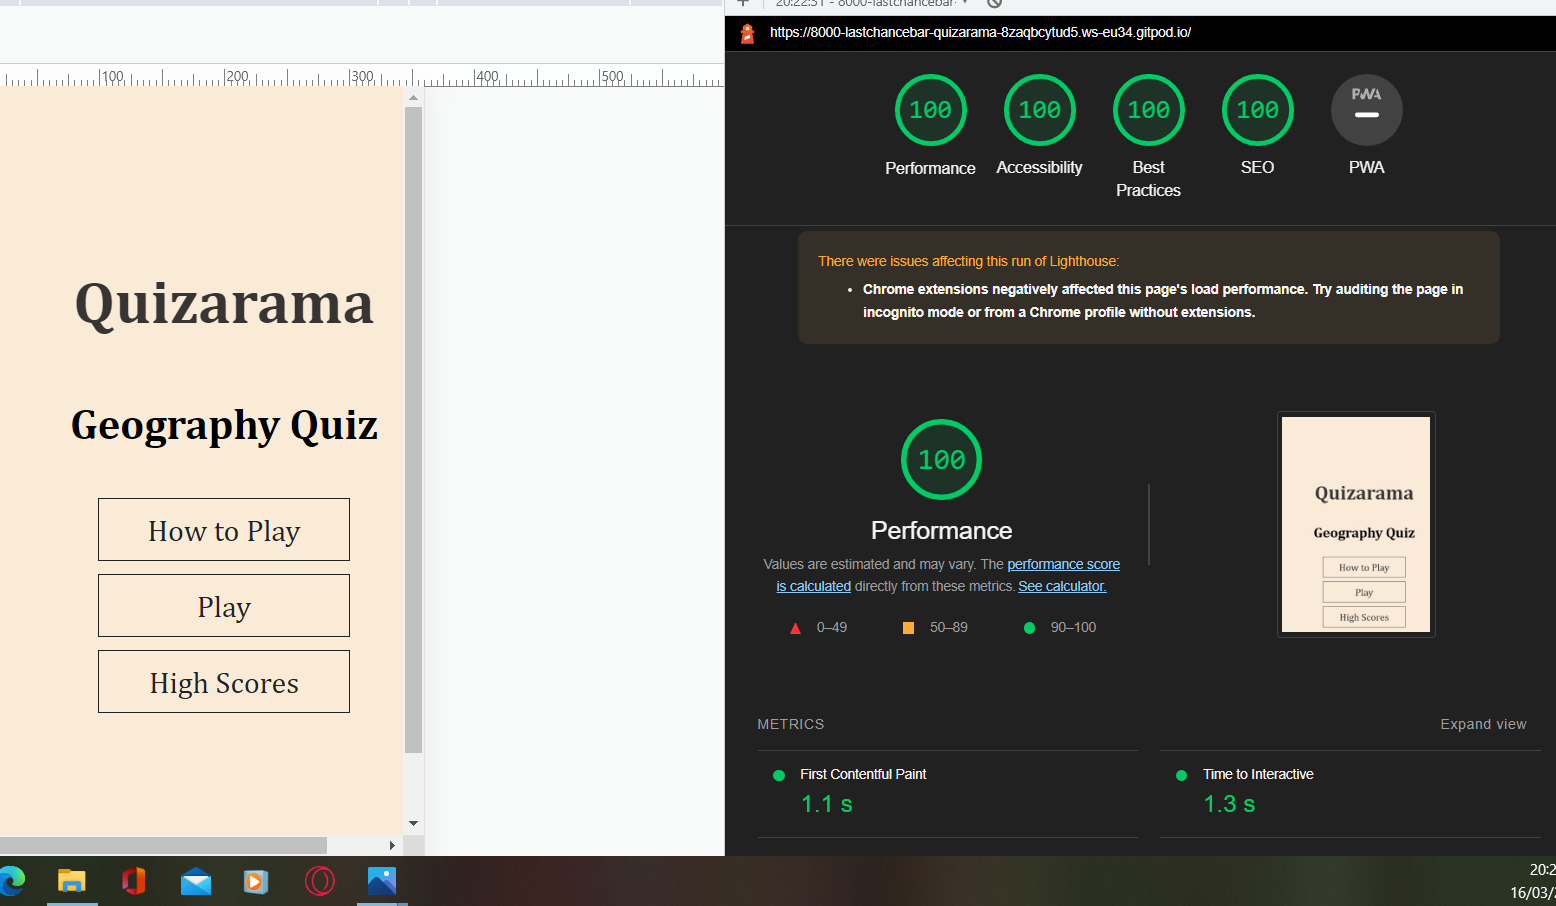 20:22:31 - 8000-lastchancebar-
https://8000-lastchancebar-quizarama-8zaqbcytud5.ws-eu34.gitpod.io/
100 200 300 400 500
100 100 100 100 PWA
Performance Accessibility Best Practices SEO PWA
There were issues affecting this run of Lighthouse:
• Chrome extensions negatively affected this page's load performance. Try auditing the page in
incognito mode or from a Chrome profile without extensions.
Quizarama
Geography Quiz
How to Play
Play
High Scores
100
Performance
Values are estimated and may vary. The performance score
is calculated directly from these metrics. See calculator.
0–49 50–89 90–100
Quizarama
Geography Quiz
How to Play
Play
High Scores
METRICS
Expand view
First Contentful Paint
1.1 s
Time to Interactive
1.3 s
20:2
16/03/